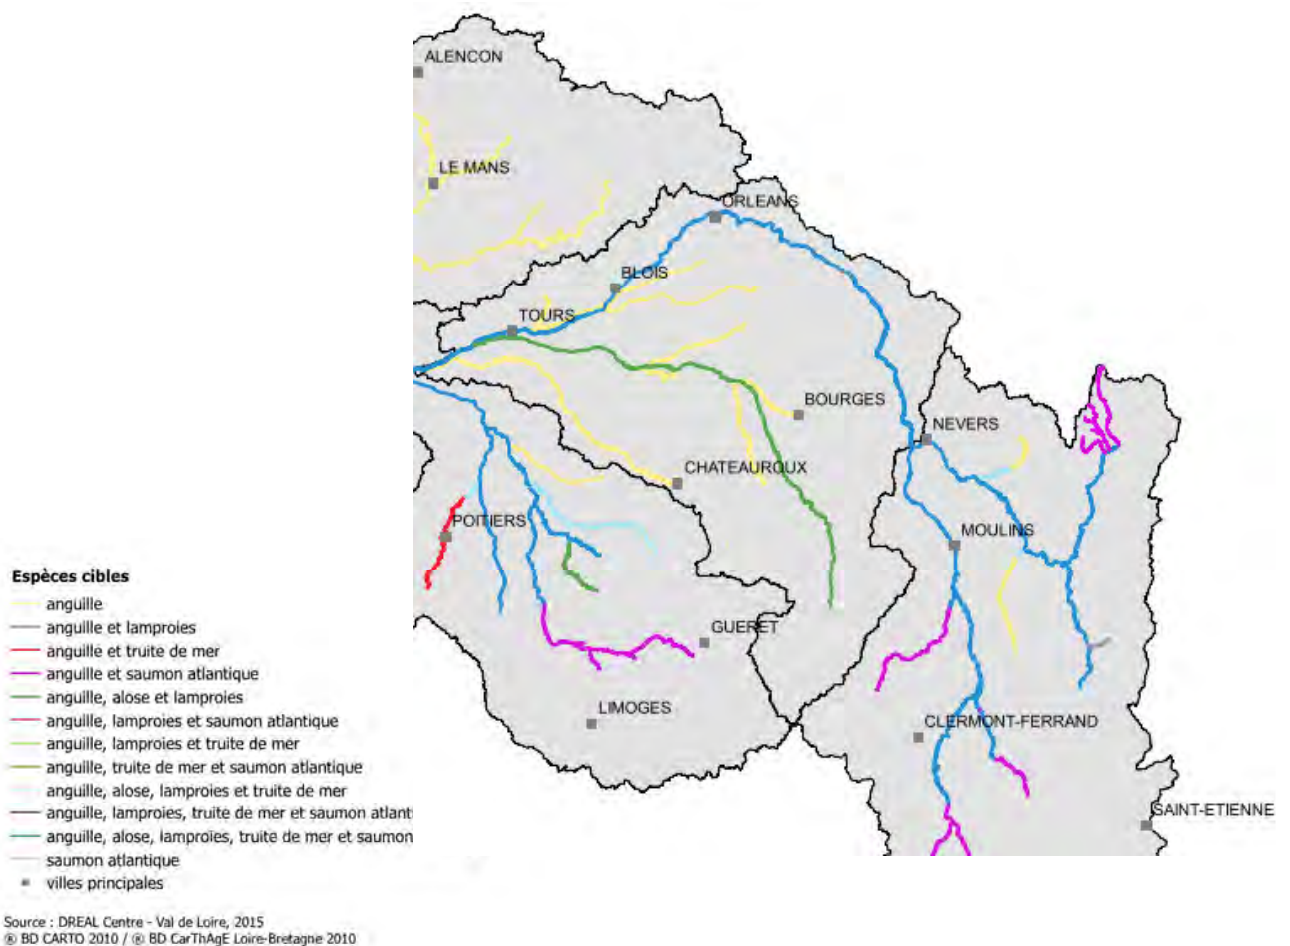 ALENCON
LE MANS
ORLEANS
BLOIS
TOURS
BOURGES
NEVERS
CHATEAUROUX
POITIERS
MOULINS
GUERET
LIMOGES
CLERMONT-FERRAND
SAINT-ETIENNE
Espèces cibles
anguille
anguille et lamproies
anguille et truite de mer
anguille et saumon atlantique
anguille, alose et lamproies
anguille, lamproies et saumon atlantique
anguille, lamproies et truite de mer
anguille, truite de mer et saumon atlantique
anguille, alose, lamproies et truite de mer
anguille, lamproies, truite de mer et saumon atlant
anguille, alose, lamproies, truite de mer et saumon
saumon atlantique
villes principales
Source : DREAL Centre - Val de Loire, 2015
® BD CARTO 2010 / ® BD CarThAgE Loire-Bretagne 2010